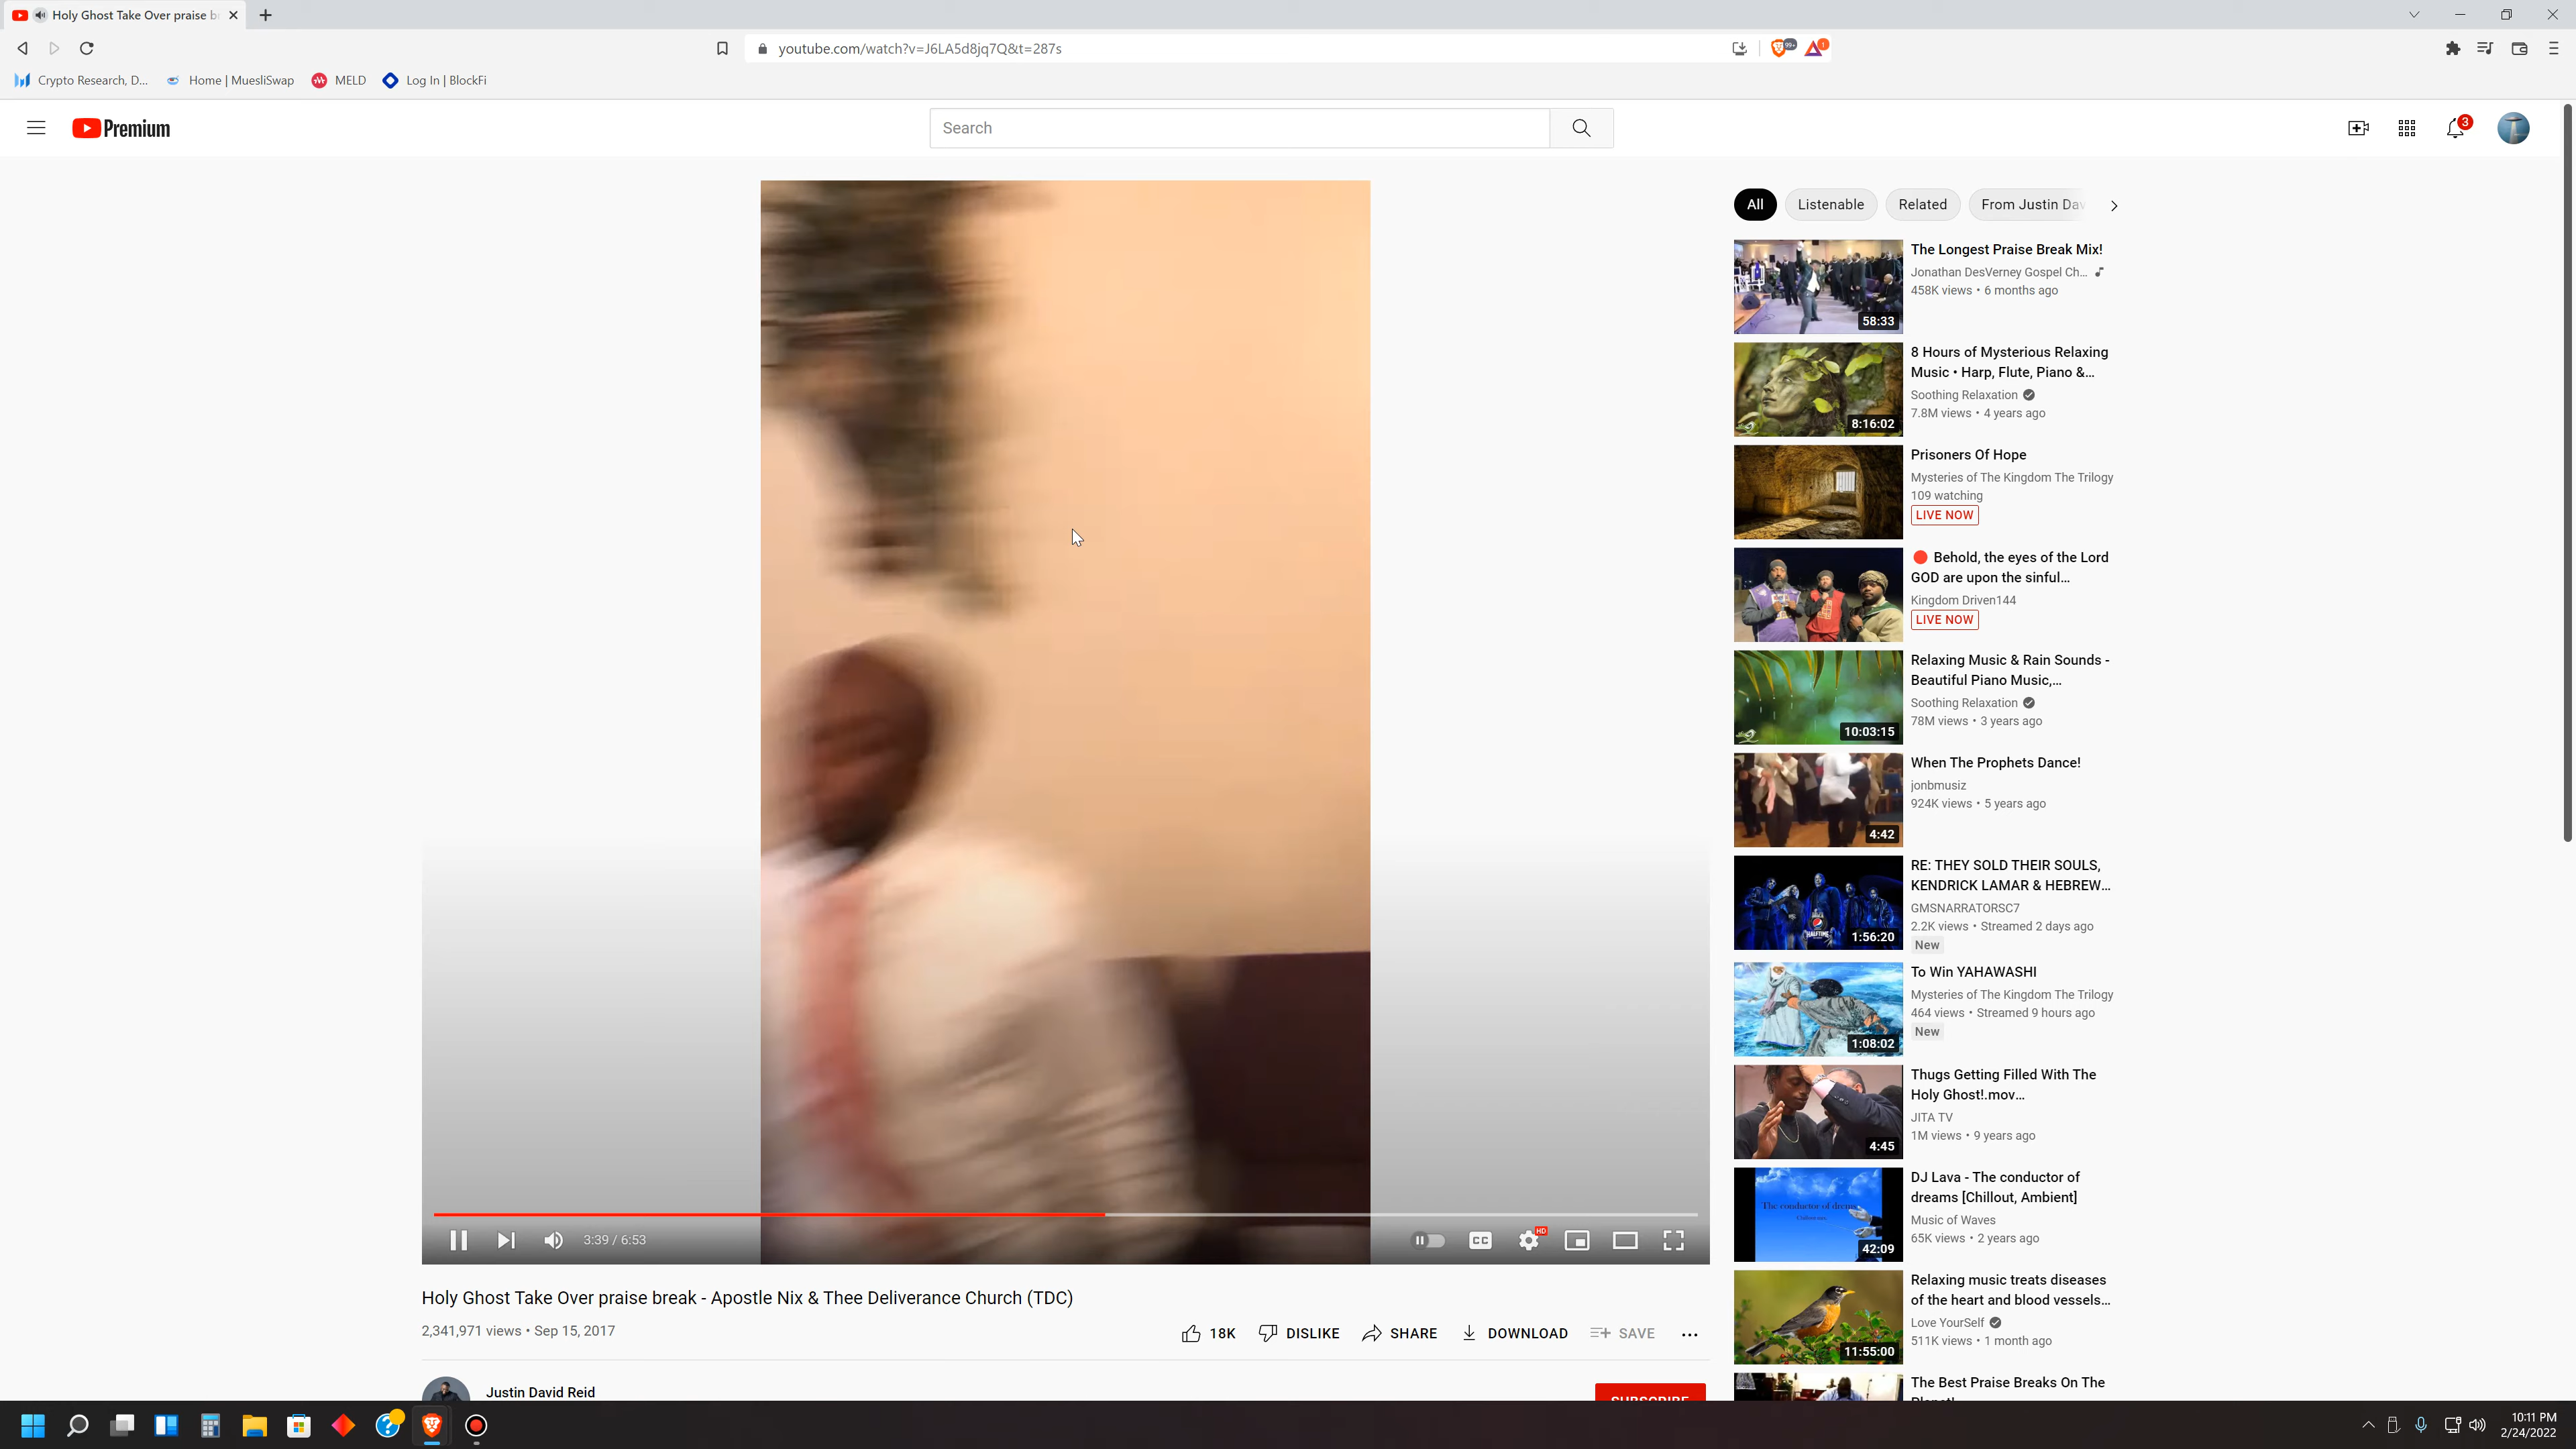 Holy Ghost Take Over praise b
youtube.com/watch?v=J6LA5d8jq7Q&t=287s
99+
1
Crypto Research, D...
Home | MuesliSwap
MELD
Log In | BlockFi
Premium
Search
3
All
Listenable
Related
From Justin Dav
The Longest Praise Break Mix!
Jonathan DesVerney Gospel Ch...
458K views • 6 months ago
58:33
8 Hours of Mysterious Relaxing
Music • Harp, Flute, Piano &...
Soothing Relaxation
7.8M views • 4 years ago
8:16:02
Prisoners Of Hope
Mysteries of The Kingdom The Trilogy
109 watching
LIVE NOW
Behold, the eyes of the Lord
GOD are upon the sinful...
Kingdom Driven144
LIVE NOW
Relaxing Music & Rain Sounds -
Beautiful Piano Music,...
Soothing Relaxation
78M views • 3 years ago
10:03:15
When The Prophets Dance!
jonbmusiz
924K views • 5 years ago
4:42
RE: THEY SOLD THEIR SOULS,
KENDRICK LAMAR & HEBREW...
GMSNARRATORSC7
2.2K views • Streamed 2 days ago
1:56:20
New
To Win YAHAWASHI
Mysteries of The Kingdom The Trilogy
464 views • Streamed 9 hours ago
New
1:08:02
Thugs Getting Filled With The
Holy Ghost!.mov...
JITA TV
1M views • 9 years ago
4:45
DJ Lava - The conductor of
dreams [Chillout, Ambient]
Music of Waves
65K views • 2 years ago
42:09
Relaxing music treats diseases
of the heart and blood vessels...
Love YourSelf
511K views • 1 month ago
11:55:00
The Best Praise Breaks On The
3:39 / 6:53
CC
HD
Holy Ghost Take Over praise break - Apostle Nix & Thee Deliverance Church (TDC)
2,341,971 views • Sep 15, 2017
18K
DISLIKE
SHARE
DOWNLOAD
SAVE
Justin David Reid
SUBSCRIBE
10:11 PM
2/24/2022